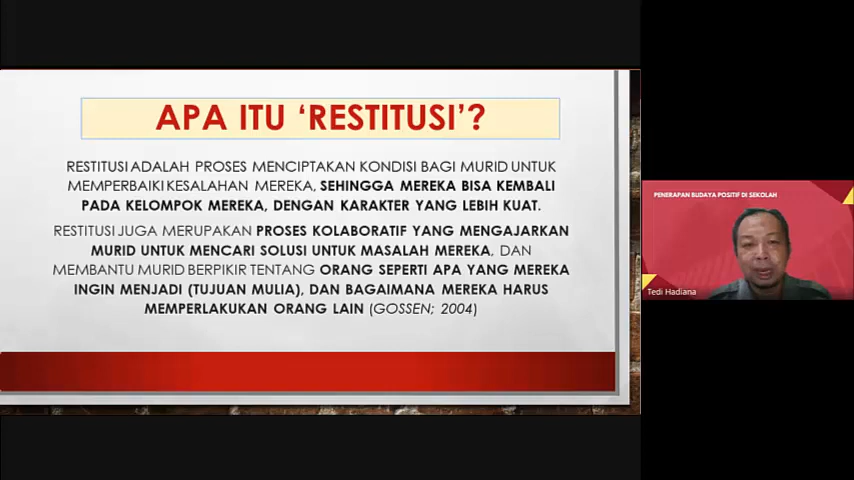 APA ITU ‘RESTITUSI’?
RESTITUSI ADALAH PROSES MENCIPTAKAN KONDISI BAGI MURID UNTUK
MEMPERBAIKI KESALAHAN MEREKA, SEHINGGA MEREKA BISA KEMBALI
PADA KELOMPOK MEREKA, DENGAN KARAKTER YANG LEBIH KUAT.
RESTITUSI JUGA MERUPAKAN PROSES KOLABORATIF YANG MENGAJARKAN
MURID UNTUK MENCARI SOLUSI UNTUK MASALAH MEREKA, DAN
MEMBANTU MURID BERPIKIR TENTANG ORANG SEPERTI APA YANG MEREKA
INGIN MENJADI (TUJUAN MULIA), DAN BAGAIMANA MEREKA HARUS
MEMPERLAKUKAN ORANG LAIN (GOSSEN; 2004)
PENERAPAN BUDAYA POSITIF DI SEKOLAH
Tedi Hadiana